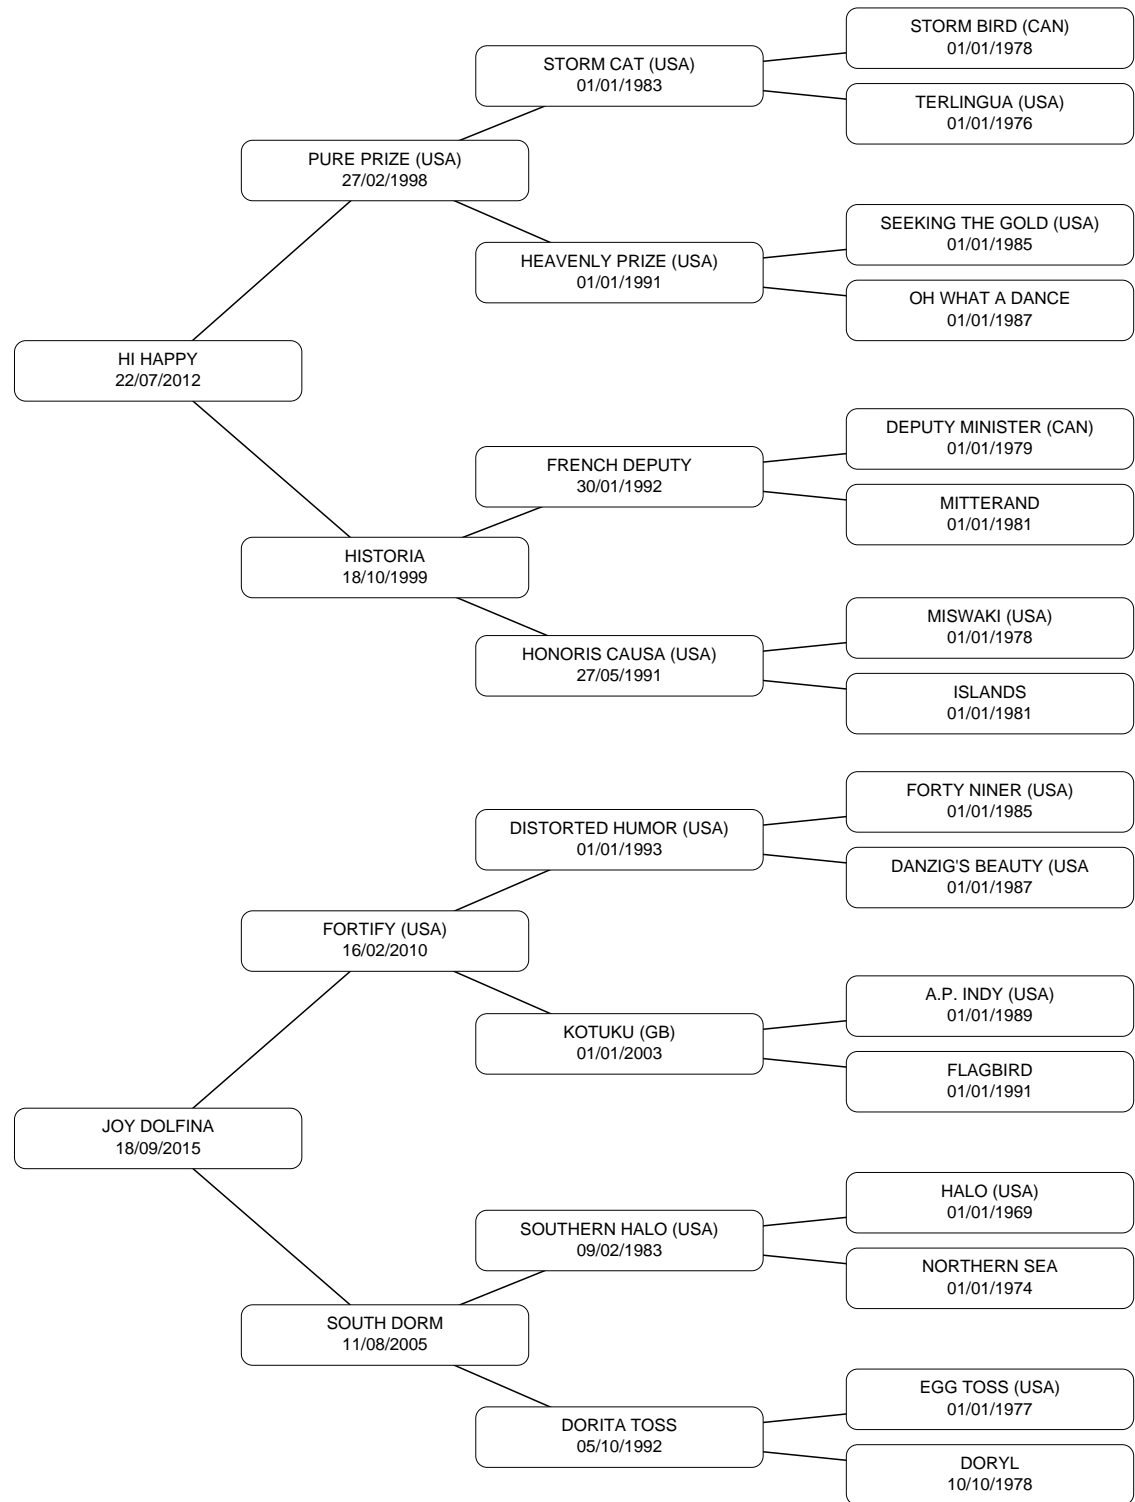 STORM BIRD (CAN)
01/01/1978
STORM CAT (USA)
01/01/1983
TERLINGUA (USA)
01/01/1976
PURE PRIZE (USA)
27/02/1998
SEEKING THE GOLD (USA)
01/01/1985
HEAVENLY PRIZE (USA)
01/01/1991
OH WHAT A DANCE
01/01/1987
HI HAPPY
22/07/2012
DEPUTY MINISTER (CAN)
01/01/1979
FRENCH DEPUTY
30/01/1992
MITTERAND
01/01/1981
HISTORIA
18/10/1999
MISWAKI (USA)
01/01/1978
HONORIS CAUSA (USA)
27/05/1991
ISLANDS
01/01/1981
FORTY NINER (USA)
01/01/1985
DISTORTED HUMOR (USA)
01/01/1993
DANZIG'S BEAUTY (USA
01/01/1987
FORTIFY (USA)
16/02/2010
A.P. INDY (USA)
01/01/1989
KOTUKU (GB)
01/01/2003
FLAGBIRD
01/01/1991
JOY DOLFINA
18/09/2015
HALO (USA)
01/01/1969
SOUTHERN HALO (USA)
09/02/1983
NORTHERN SEA
01/01/1974
SOUTH DORM
11/08/2005
EGG TOSS (USA)
01/01/1977
DORITA TOSS
05/10/1992
DORYL
10/10/1978